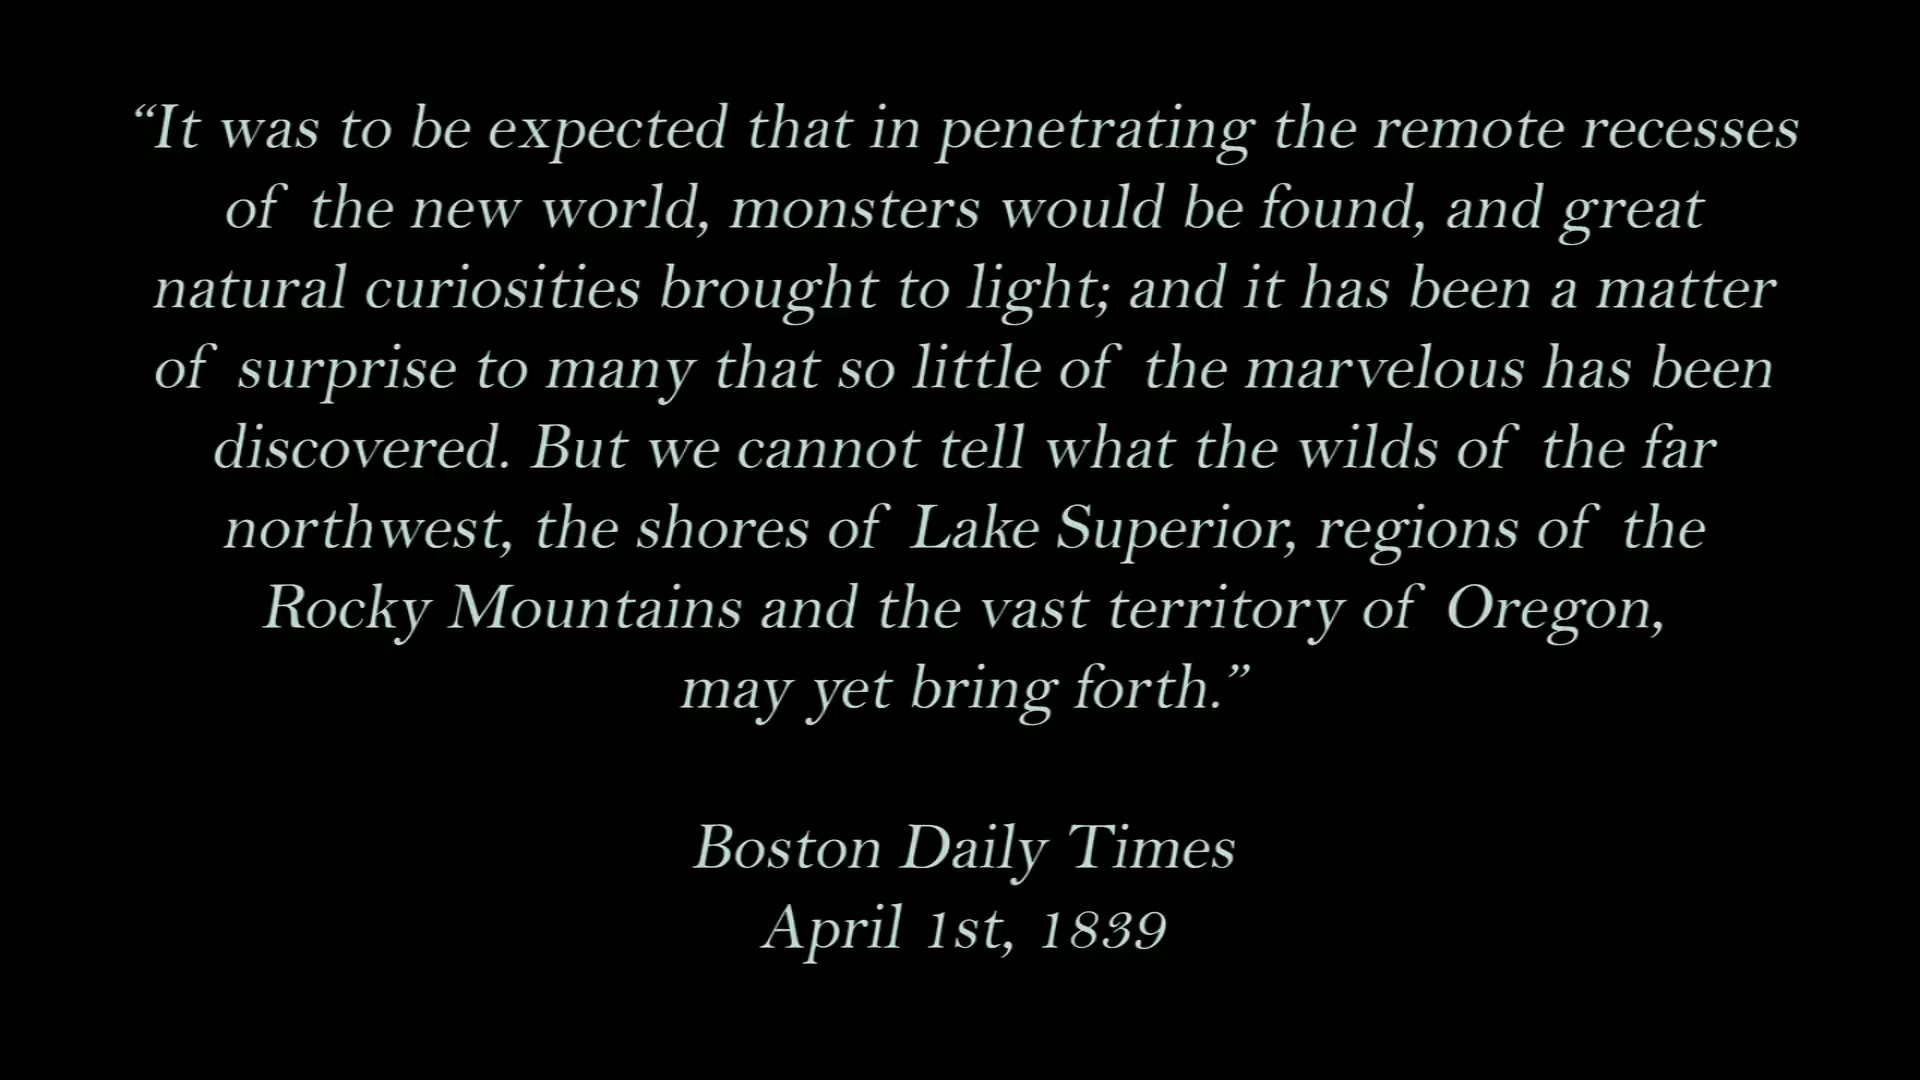 “It was to be expected that in penetrating the remote recesses
of the new world, monsters would be found, and great
natural curiosities brought to light; and it has been a matter
of surprise to many that so little of the marvelous has been
discovered. But we cannot tell what the wilds of the far
northwest, the shores of Lake Superior, regions of the
Rocky Mountains and the vast territory of Oregon,
may yet bring forth.”
Boston Daily Times
April 1st, 1839